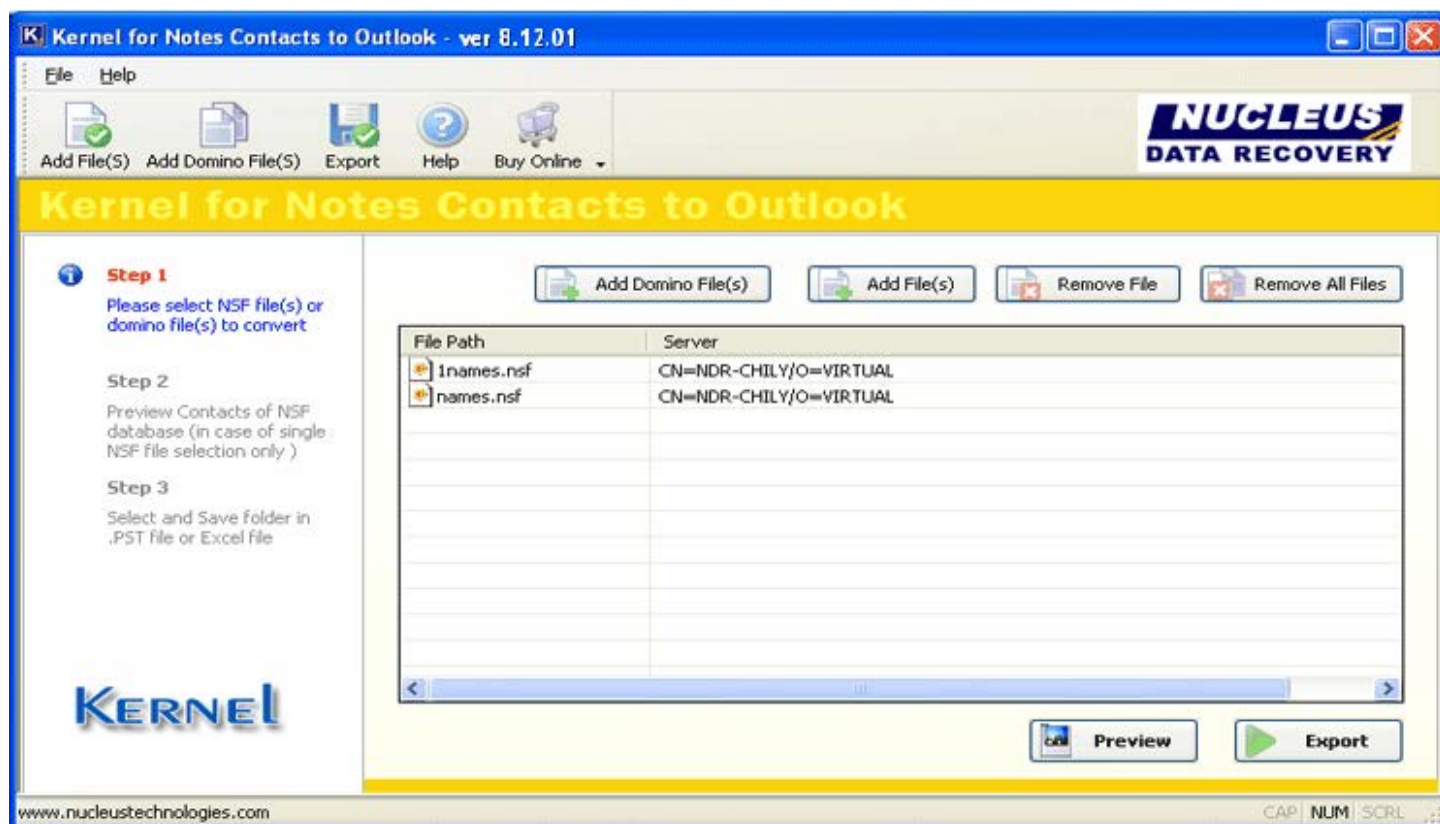 Kernel for Notes Contacts to Outlook - ver 8.12.01
File Help
Add File(S) Add Domino File(S) Export Help Buy Online
NUCLEUS
DATA RECOVERY
Kernel for Notes Contacts to Outlook
Step 1
Please select NSF file(s) or
domino file(s) to convert
Step 2
Preview Contacts of NSF
database (in case of single
NSF file selection only )
Step 3
Select and Save folder in
.PST file or Excel file
KERNEL
Add Domino File(s) Add File(s) Remove File Remove All Files
File Path Server
1names.nsf CN=NDR-CHILY/O=VIRTUAL
names.nsf CN=NDR-CHILY/O=VIRTUAL
Preview Export
www.nucleustechnologies.com CAP NUM SCRL